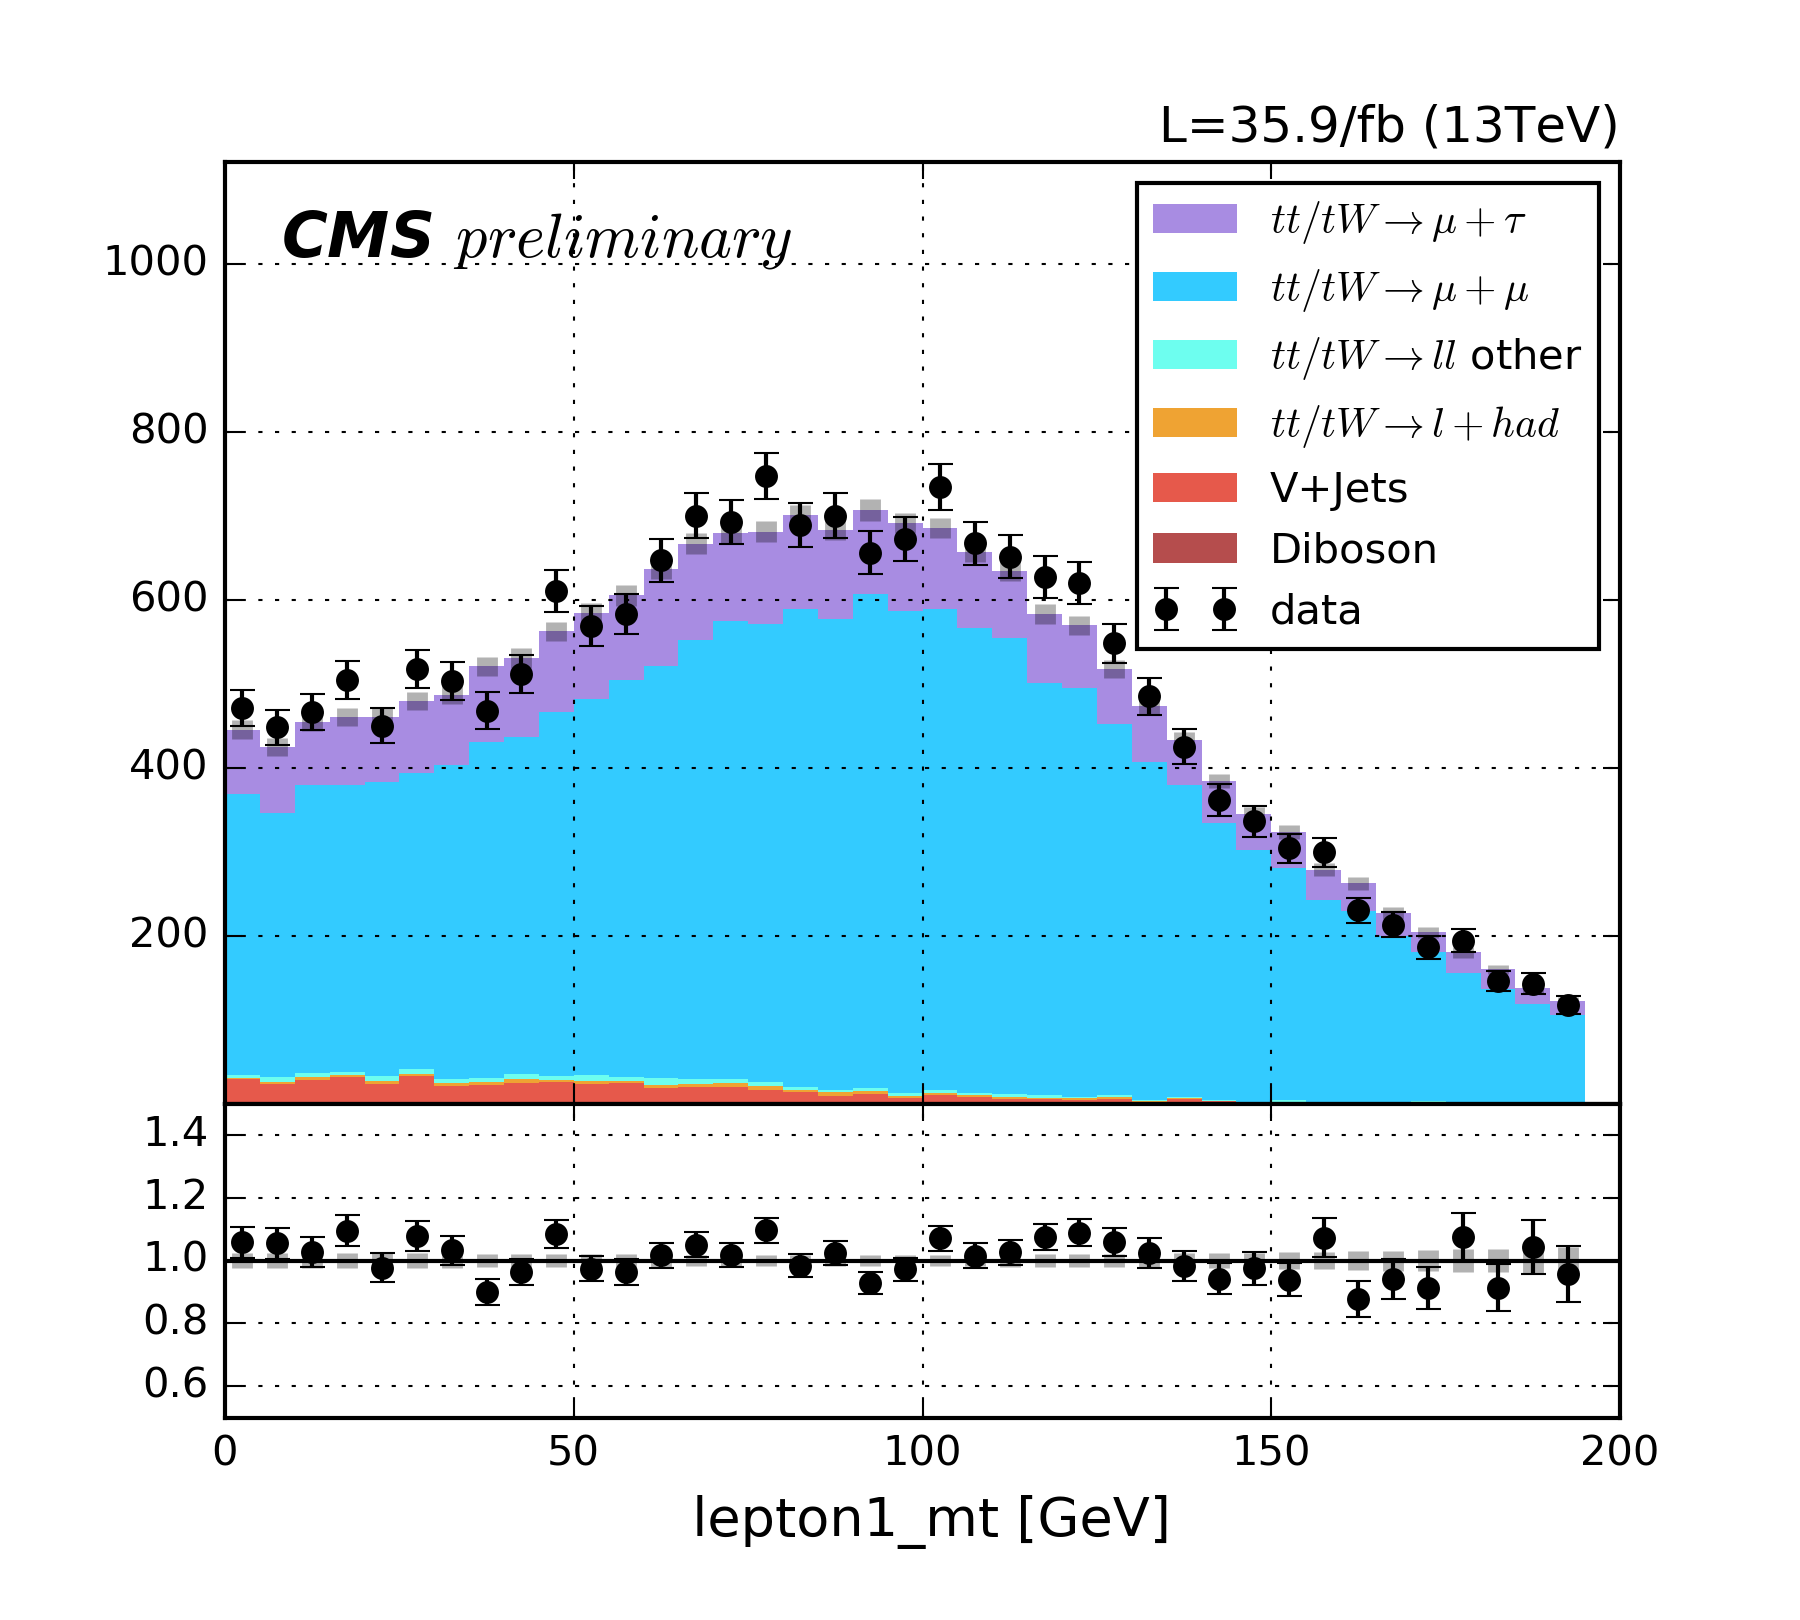 L=35.9/fb (13TeV)
CMS preliminary
tt/tW→μ+τ
tt/tW→μ+μ
tt/tW→ll other
tt/tW→l+had
V+Jets
Diboson
data
1000
800
600
400
200
1.4
1.2
1.0
0.8
0.6
0 50 100 150 200
lepton1_mt [GeV]